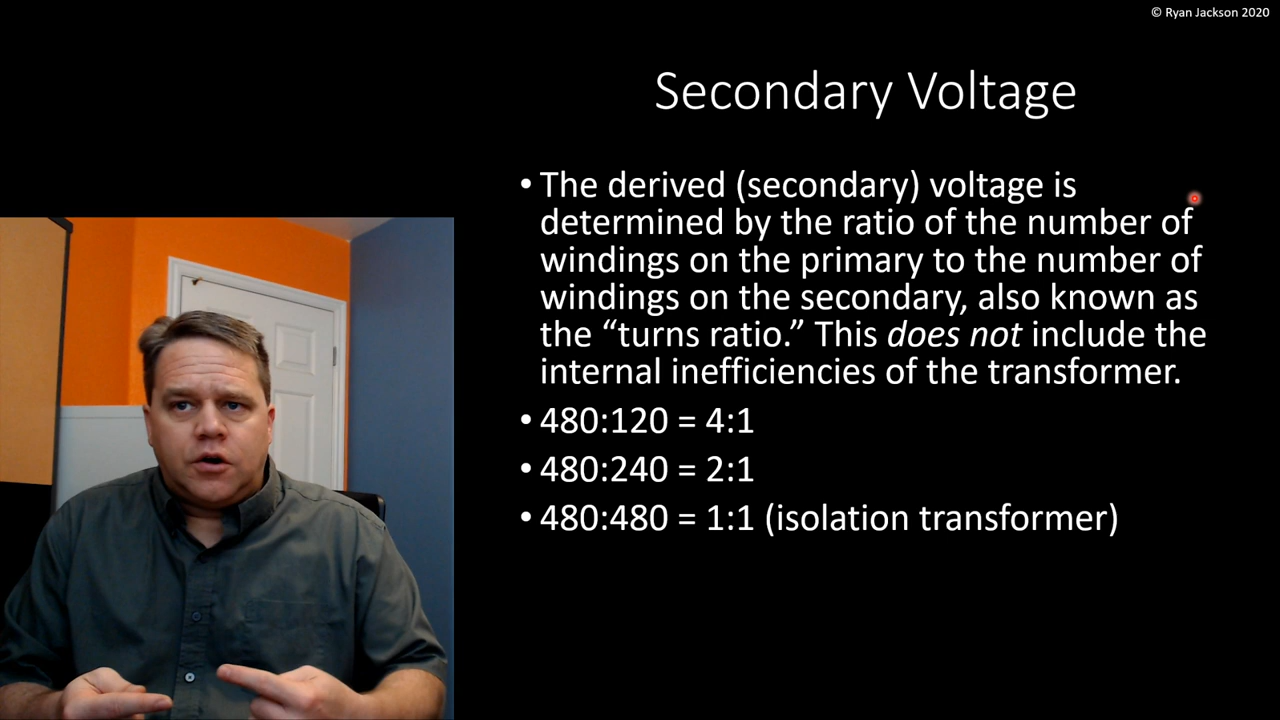 © Ryan Jackson 2020
Secondary Voltage
• The derived (secondary) voltage is
determined by the ratio of the number of
windings on the primary to the number of
windings on the secondary, also known as
the “turns ratio.” This does not include the
internal inefficiencies of the transformer.
• 480:120 = 4:1
• 480:240 = 2:1
• 480:480 = 1:1 (isolation transformer)